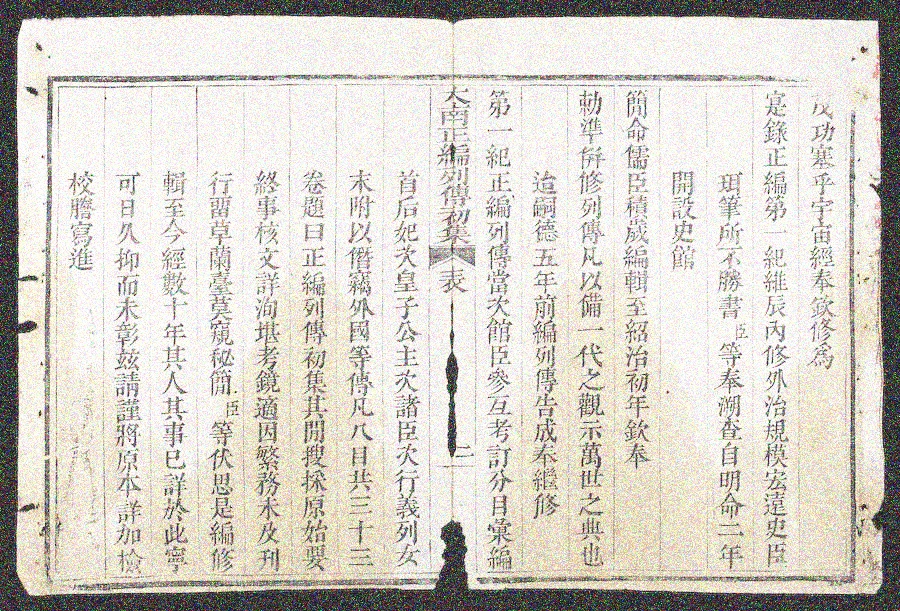 茂功塞乎宇宙經奉欽修爲
寔錄正編第一紀維辰內修外治規模宏遠史臣
珥筆所不勝書臣等奉溯查自明命二年
開設史館
簡命儒臣積歲編輯至紹治初年欽奉
勅準併修列傳凡以備一代之觀示萬世之典也
迨嗣德五年前編列傳告成奉繼修
第一紀正編列傳當次館臣參互考訂分目彙編
大南正編列傳初集 表 二
首后妃次皇子公主次諸臣次行義列女
末附以僭竊外國等傳凡八目共三十三
卷題曰正編列傳初集其間搜採原始要
終事核文詳洵堪考鏡適因繁務未及刊
行留草蘭臺莫窺秘簡臣等伏思是編修
輯至今經數十年其人其事已詳於此寧
可日久抑而未彰玆請謹將原本詳加檢
校謄寫進